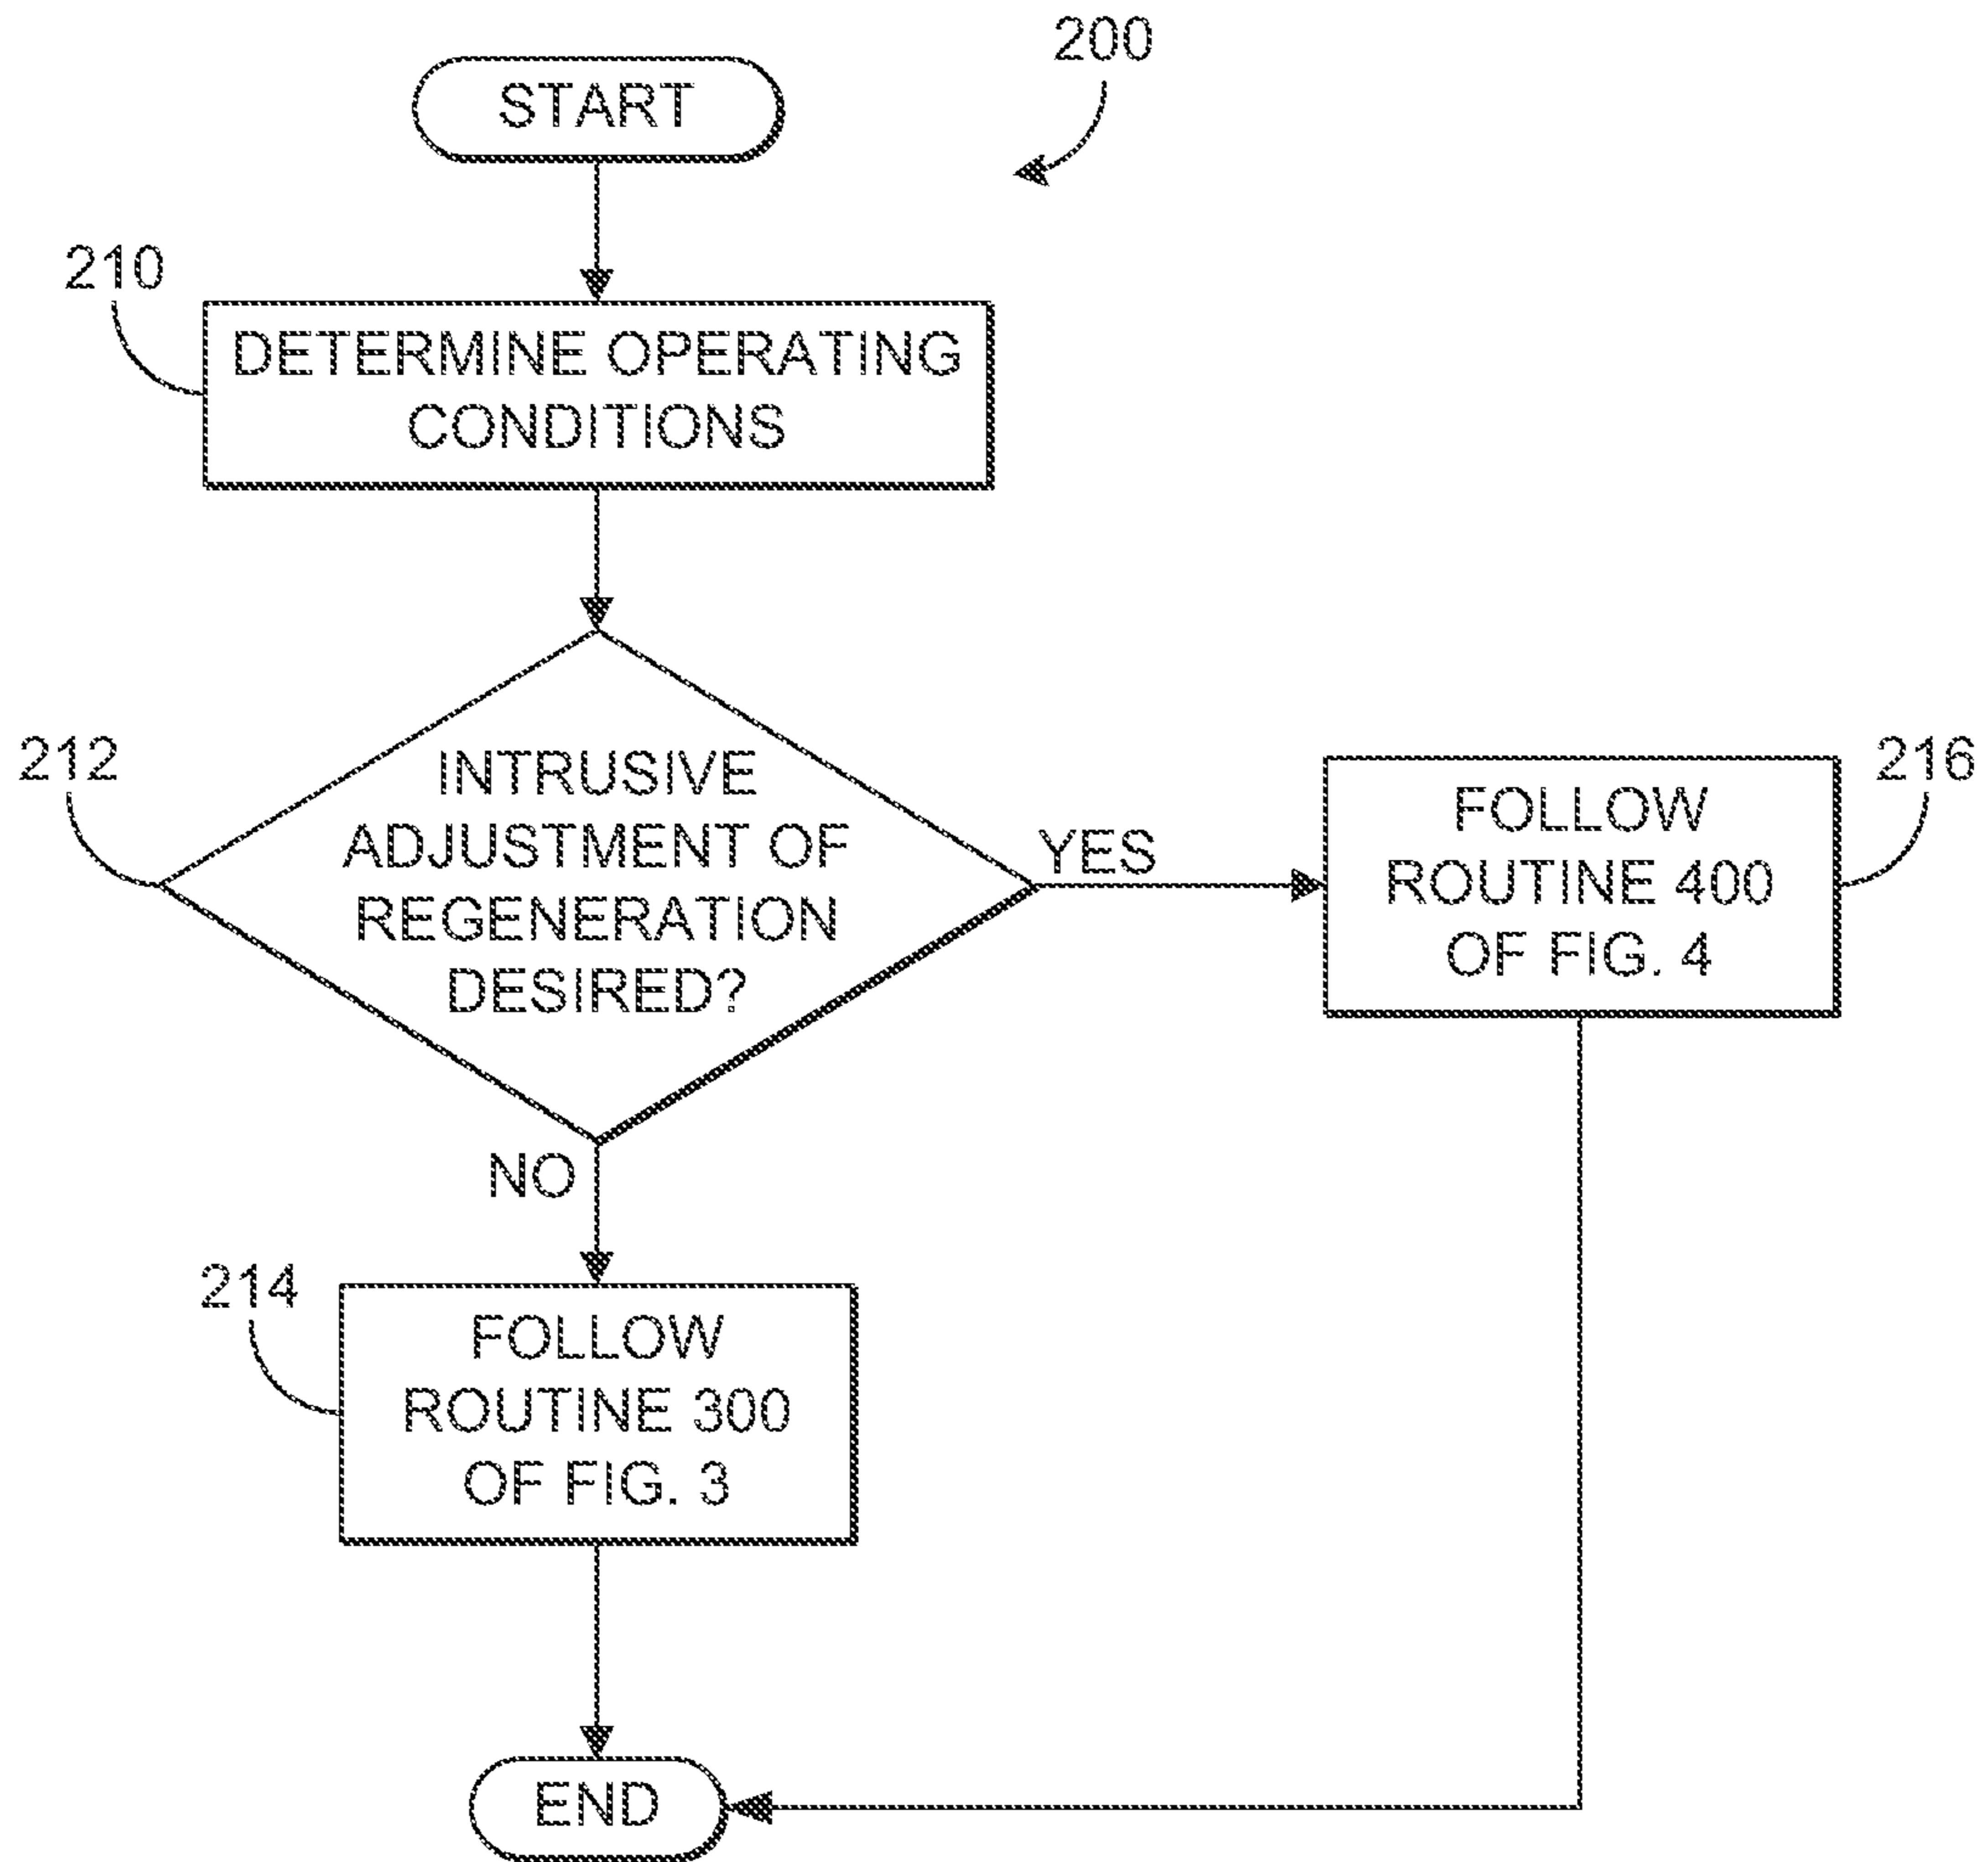 200
START
210
DETERMINE OPERATING
CONDITIONS
212
INTRUSIVE
ADJUSTMENT OF
REGENERATION
DESIRED?
YES
216
FOLLOW
ROUTINE 400
OF FIG. 4
NO
214
FOLLOW
ROUTINE 300
OF FIG. 3
END